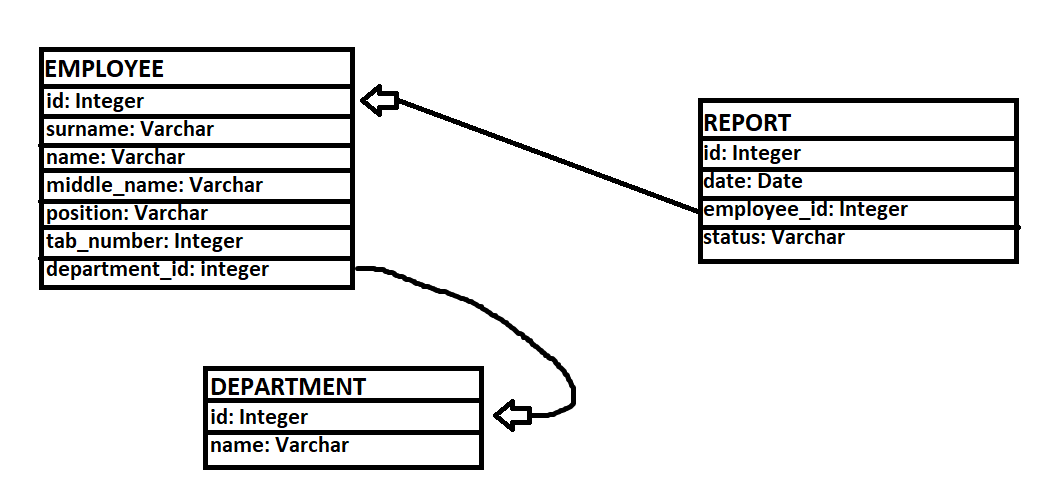 EMPLOYEE
id: Integer
surname: Varchar
name: Varchar
middle_name: Varchar
position: Varchar
tab_number: Integer
department_id: integer
REPORT
id: Integer
date: Date
employee_id: Integer
status: Varchar
DEPARTMENT
id: Integer
name: Varchar